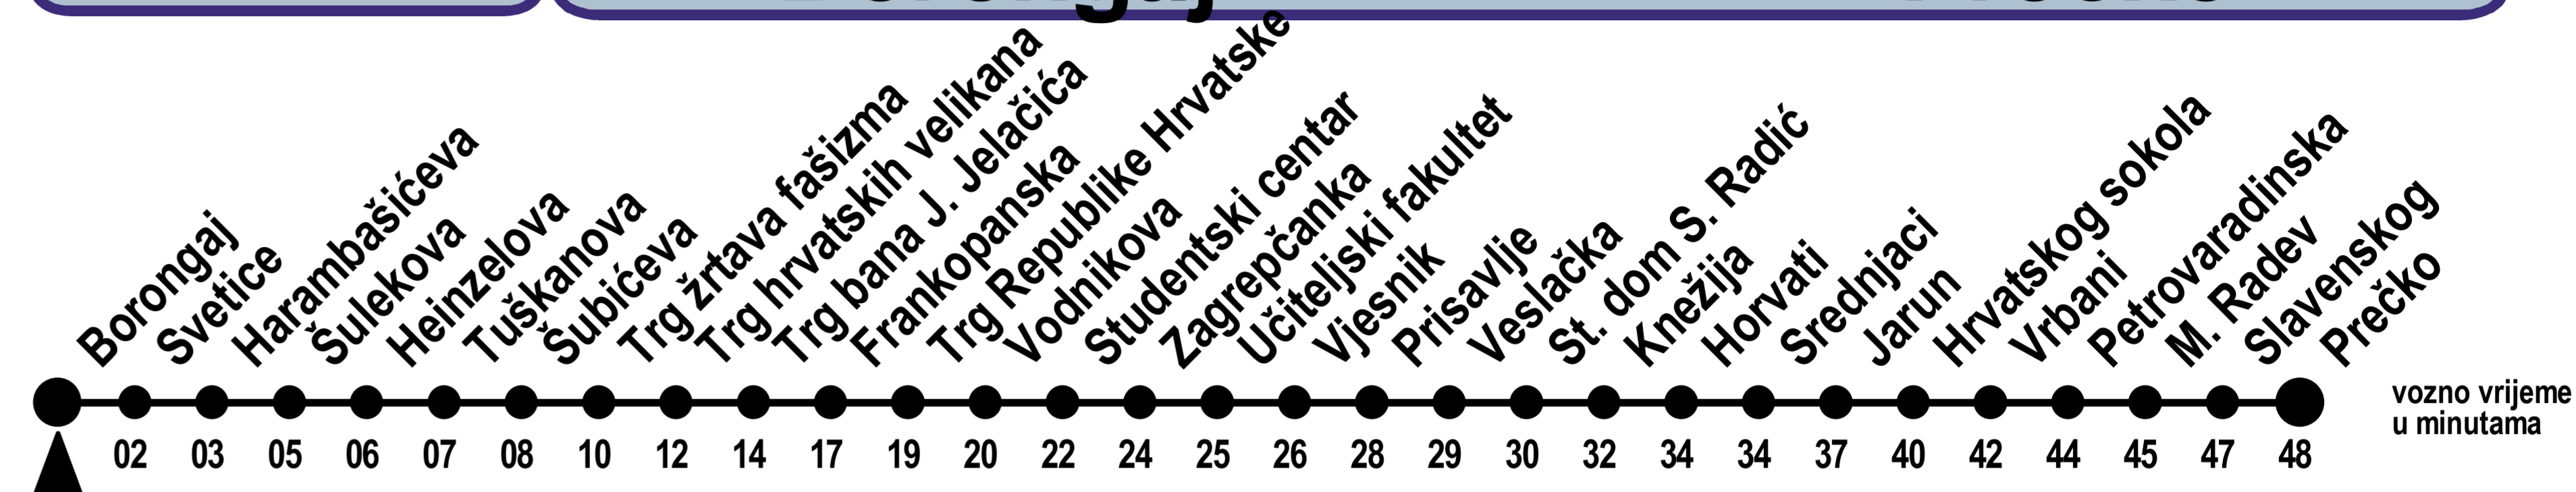 Borongaj
Svetice
Harambašićeva
Šulekova
Heinzelova
Tuškanova
Šubićeva
Trg žrtava fašizma
Trg hrvatskih velikana
Trg bana J. Jelačića
Frankopanska
Trg Republike Hrvatske
Vodnikova
Studentski centar
Zagrepčanka
Učiteljski fakultet
Vjesnik
Prisavlje
Veslačka
St. dom S. Radić
Knežija
Horvati
Srednjaci
Jarun
Hrvatskog sokola
Vrbani
Petrovaradinska
M. Radev
Slavenskog
Prečko
02 03 05 06 07 08 10 12 14 17 19 20 22 24 25 26 28 29 30 32 34 34 37 40 42 44 45 47 48
vozno vrijeme
u minutama